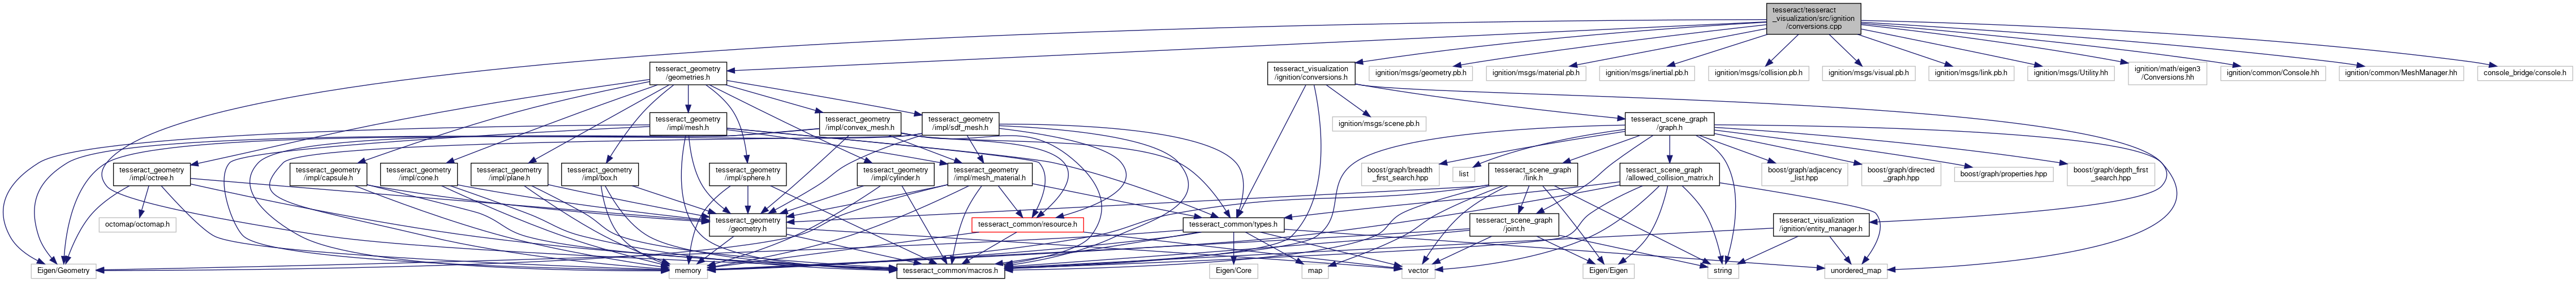 tesseract/tesseract
_visualization/src/ignition
/conversions.cpp
tesseract_geometry
/geometries.h
tesseract_visualization
/ignition/conversions.h
ignition/msgs/geometry.pb.h
ignition/msgs/material.pb.h
ignition/msgs/inertial.pb.h
ignition/msgs/collision.pb.h
ignition/msgs/visual.pb.h
ignition/msgs/link.pb.h
ignition/msgs/Utility.hh
ignition/math/eigen3
/Conversions.hh
ignition/common/Console.hh
ignition/common/MeshManager.hh
console_bridge/console.h
tesseract_geometry
/impl/mesh.h
tesseract_geometry
/impl/convex_mesh.h
tesseract_geometry
/impl/sdf_mesh.h
ignition/msgs/scene.pb.h
tesseract_scene_graph
/graph.h
tesseract_geometry
/impl/octree.h
tesseract_geometry
/impl/capsule.h
tesseract_geometry
/impl/cone.h
tesseract_geometry
/impl/plane.h
tesseract_geometry
/impl/box.h
tesseract_geometry
/impl/sphere.h
tesseract_geometry
/impl/cylinder.h
tesseract_geometry
/impl/mesh_material.h
boost/graph/breadth
_first_search.hpp
list
tesseract_scene_graph
/link.h
tesseract_scene_graph
/allowed_collision_matrix.h
boost/graph/adjacency
_list.hpp
boost/graph/directed
_graph.hpp
boost/graph/properties.hpp
boost/graph/depth_first
_search.hpp
octomap/octomap.h
tesseract_geometry
/geometry.h
tesseract_common/resource.h
tesseract_common/types.h
tesseract_scene_graph
/joint.h
tesseract_visualization
/ignition/entity_manager.h
Eigen/Geometry
memory
tesseract_common/macros.h
Eigen/Core
map
vector
Eigen/Eigen
string
unordered_map